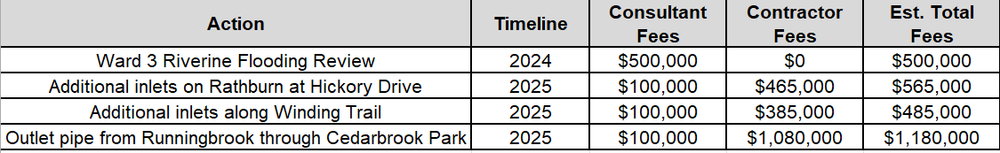 Action Timeline Consultant Fees Contractor Fees Est. Total Fees
Ward 3 Riverine Flooding Review 2024 $500,000 $0 $500,000
Additional inlets on Rathburn at Hickory Drive 2025 $100,000 $465,000 $565,000
Additional inlets along Winding Trail 2025 $100,000 $385,000 $485,000
Outlet pipe from Runningbrook through Cedarbrook Park 2025 $100,000 $1,080,000 $1,180,000